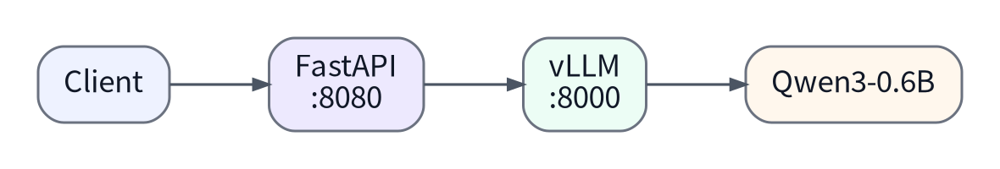 Client
FastAPI
:8080
vLLM
:8000
Qwen3-0.6B